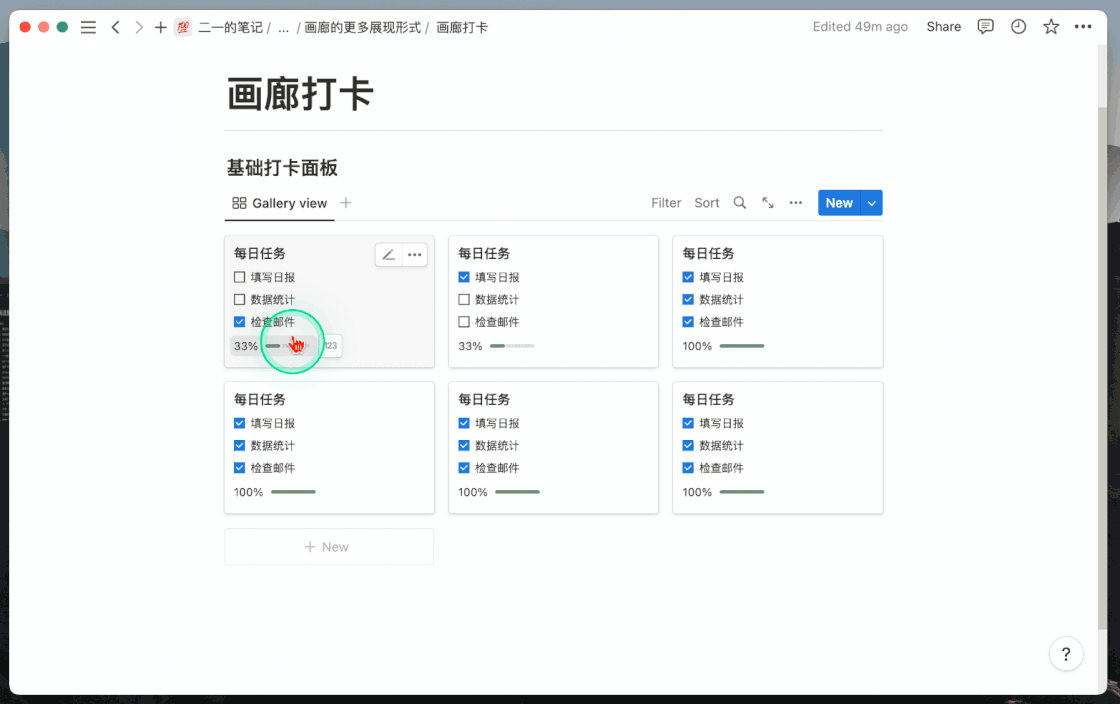 二一的笔记 / ... / 画廊的更多展现形式 / 画廊打卡
Edited 49m ago Share
画廊打卡
基础打卡面板
Gallery view
Filter Sort New
每日任务
填写日报
数据统计
检查邮件
33%
123
每日任务
填写日报
数据统计
检查邮件
33%
每日任务
填写日报
数据统计
检查邮件
100%
每日任务
填写日报
数据统计
检查邮件
100%
每日任务
填写日报
数据统计
检查邮件
100%
每日任务
填写日报
数据统计
检查邮件
100%
+ New
?